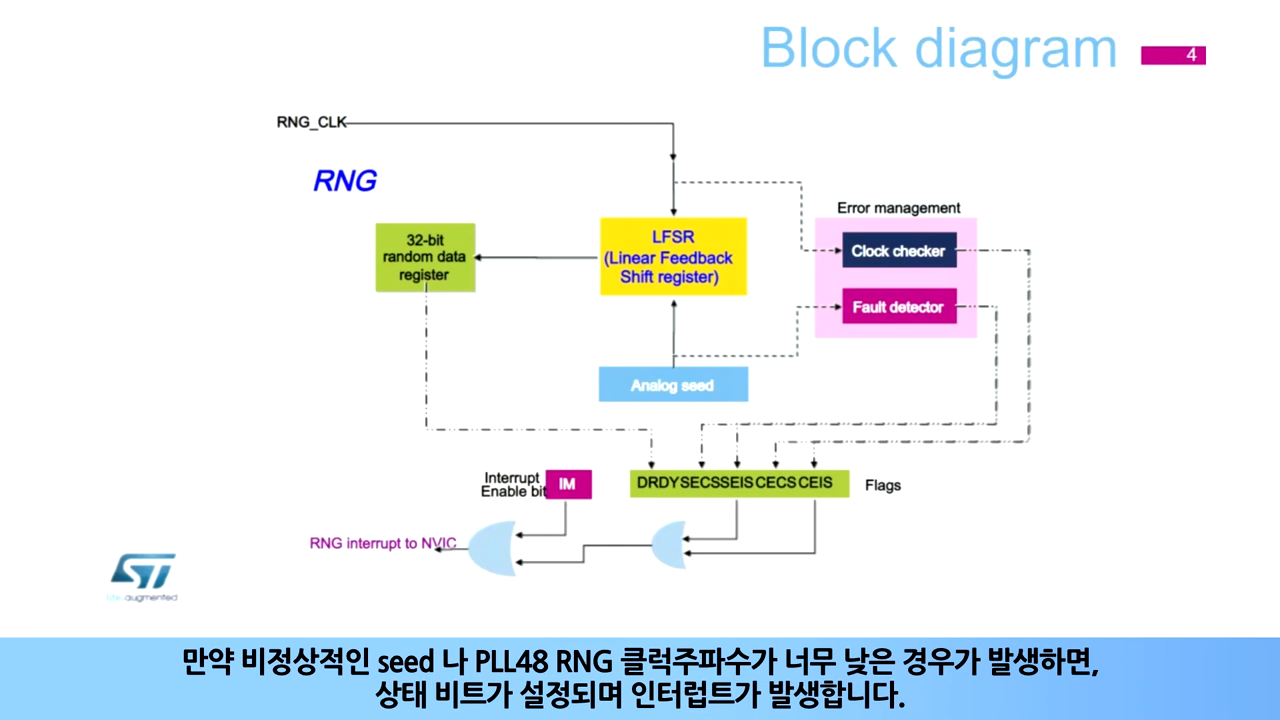 Block diagram
4
RNG_CLK
RNG
Error management
32-bit
random data
register
LFSR
(Linear Feedback
Shift register)
Clock checker
Fault detector
Analog seed
Interrupt
Enable bit
IM
DRDY SECS SEIS CECS CEIS
Flags
RNG interrupt to NVIC
ST
life.augmented
만약 비정상적인 seed 나 PLL48 RNG 클럭주파수가 너무 낮은 경우가 발생하면,
상태 비트가 설정되며 인터럽트가 발생합니다.